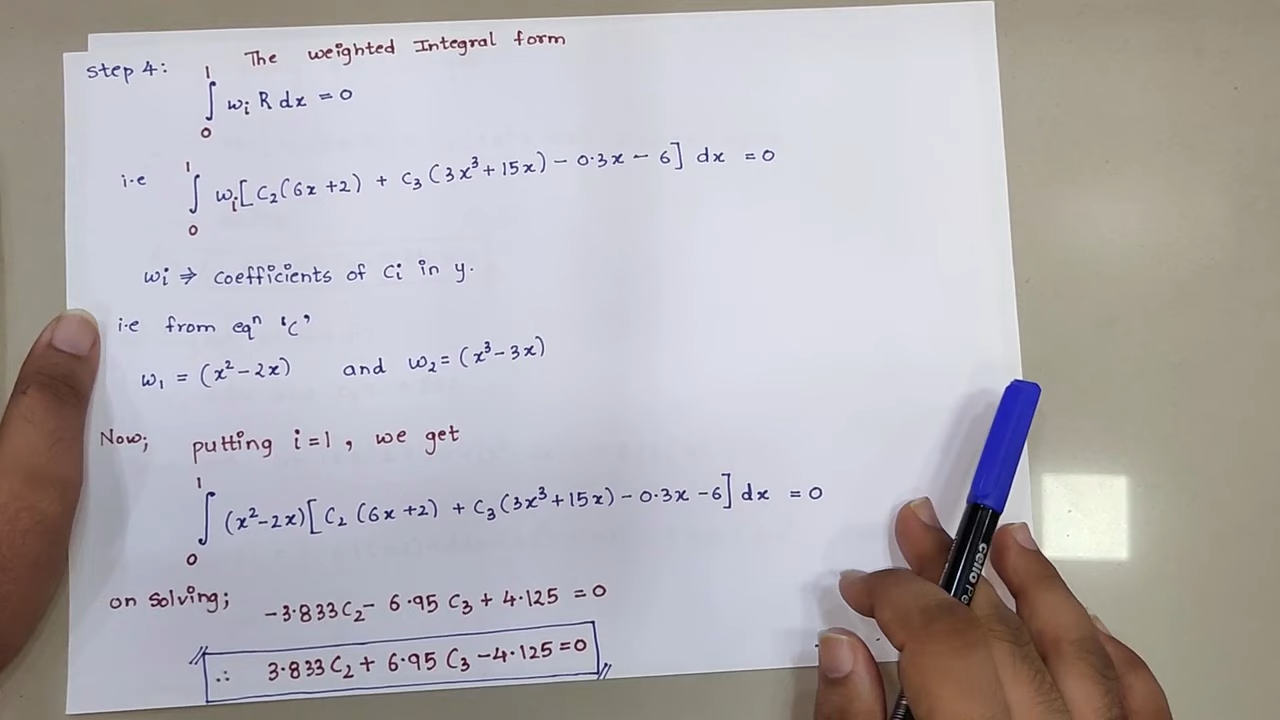 Step 4: The weighted Integral form
∫₀¹ wᵢ R dx = 0
i.e ∫₀¹ wᵢ[C₂(6x+2) + C₃(3x³+15x) - 0.3x - 6] dx = 0
wi ⇒ coefficients of Ci in y.
i.e from eqⁿ 'C'
w₁ = (x²-2x) and w₂ = (x³-3x)
Now; putting i=1, we get
∫₀¹ (x²-2x)[C₂(6x+2) + C₃(3x³+15x) - 0.3x - 6] dx = 0
on solving; -3.833C₂ - 6.95 C₃ + 4.125 = 0
∴ 3.833C₂ + 6.95 C₃ - 4.125 = 0
cello